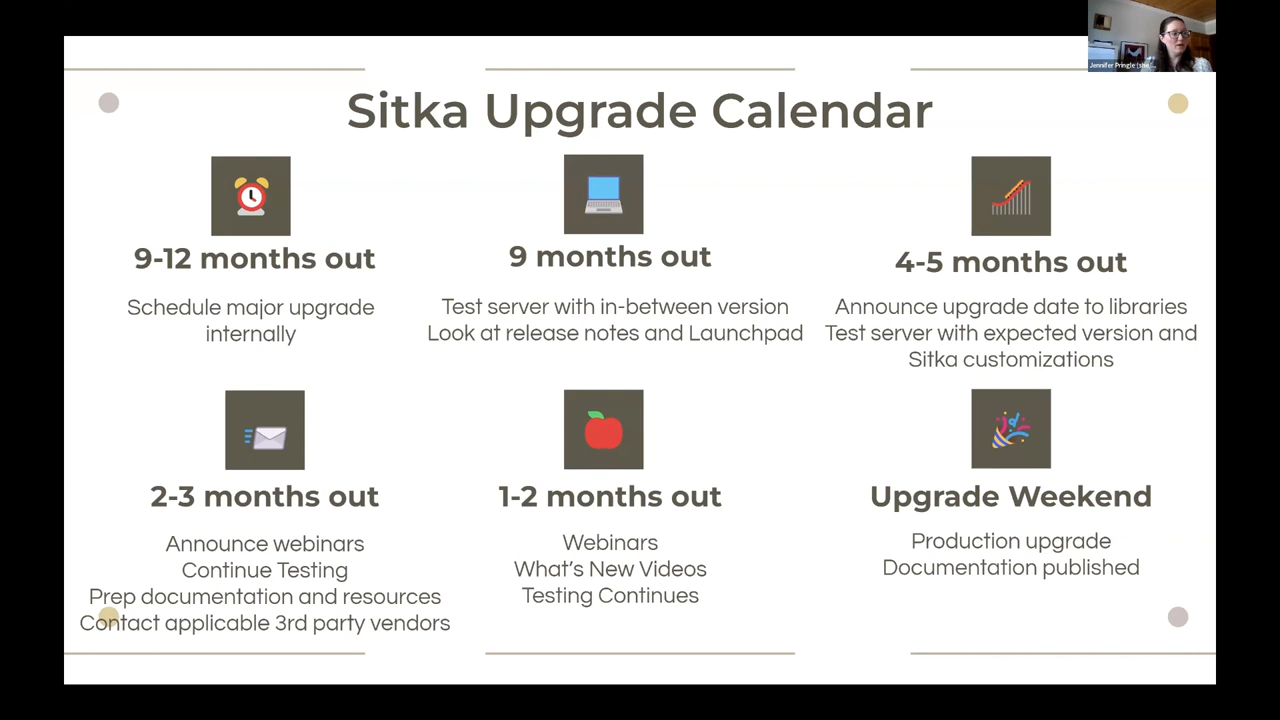 Jennifer Pringle (she
Sitka Upgrade Calendar
9-12 months out
Schedule major upgrade
internally
9 months out
Test server with in-between version
Look at release notes and Launchpad
4-5 months out
Announce upgrade date to libraries
Test server with expected version and
Sitka customizations
2-3 months out
Announce webinars
Continue Testing
Prep documentation and resources
Contact applicable 3rd party vendors
1-2 months out
Webinars
What's New Videos
Testing Continues
Upgrade Weekend
Production upgrade
Documentation published